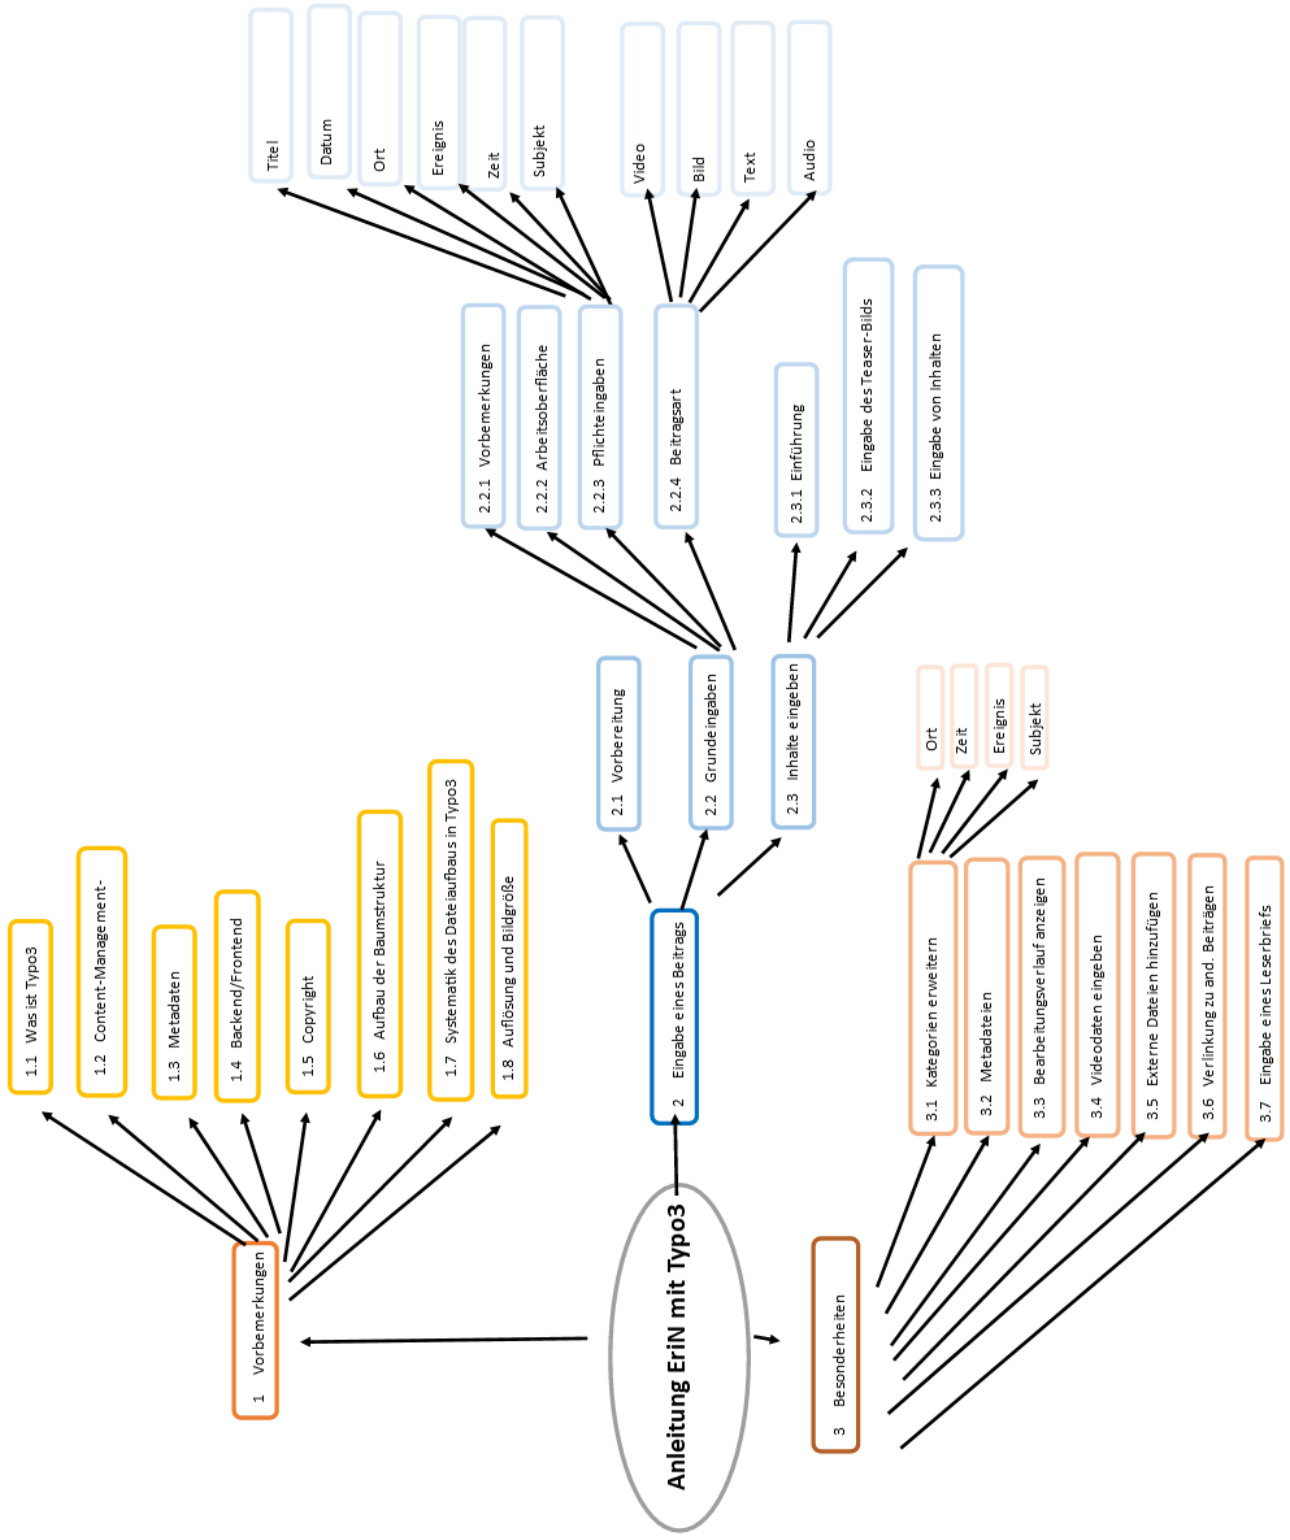 Anleitung EriN mit Typo3
1 Vorbemerkungen
1.1 Was ist Typo3
1.2 Content-Management-
1.3 Metadaten
1.4 Backend/Frontend
1.5 Copyright
1.6 Aufbau der Baumstruktur
1.7 Systematik des Dateiaufbaus in Typo3
1.8 Auflösung und Bildgröße
2 Eingabe eines Beitrags
2.1 Vorbereitung
2.2 Grundeingaben
2.2.1 Vorbemerkungen
2.2.2 Arbeitsoberfläche
2.2.3 Pflichteingaben
Titel
Datum
Ort
Ereignis
Zeit
Subjekt
2.2.4 Beitragsart
Video
Bild
Text
Audio
2.3 Inhalte eingeben
2.3.1 Einführung
2.3.2 Eingabe des Teaser-Bilds
2.3.3 Eingabe von Inhalten
3 Besonderheiten
3.1 Kategorien erweitern
Ort
Zeit
Ereignis
Subjekt
3.2 Metadateien
3.3 Bearbeitungsverlauf anzeigen
3.4 Videodaten eingeben
3.5 Externe Dateien hinzufügen
3.6 Verlinkung zu and. Beiträgen
3.7 Eingabe eines Leserbriefs